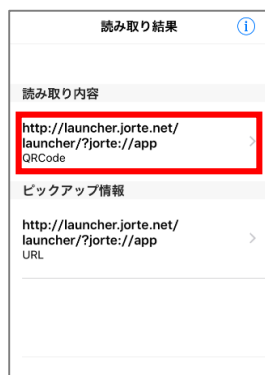 読み取り結果
読み取り内容
http://launcher.jorte.net/
launcher/?jorte://app
QRCode
ピックアップ情報
http://launcher.jorte.net/
launcher/?jorte://app
URL